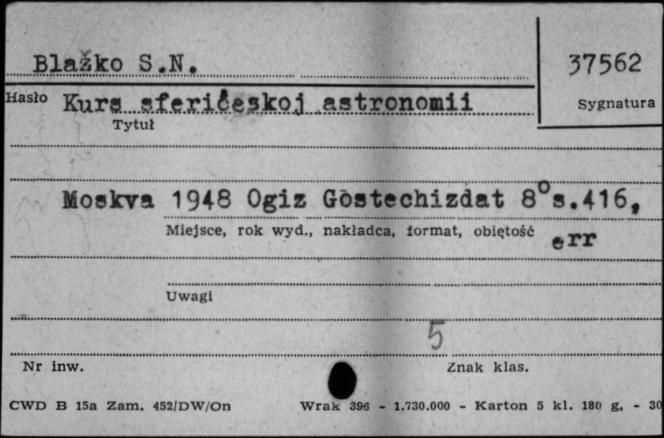 Blažko S.N.
37562
Hasło
Kurs sferičeskoj astronomii
Sygnatura
Tytuł
Moskva 1948 Ogiz Gostechizdat 8° s.416,
Miejsce, rok wyd., nakładca, format, objętość
err
Uwagi
5
Nr inw.
Znak klas.
CWD B 15a Zam. 452/DW/On
Wrak 396 - 1.730.000 - Karton 5 kl. 180 g. - 30